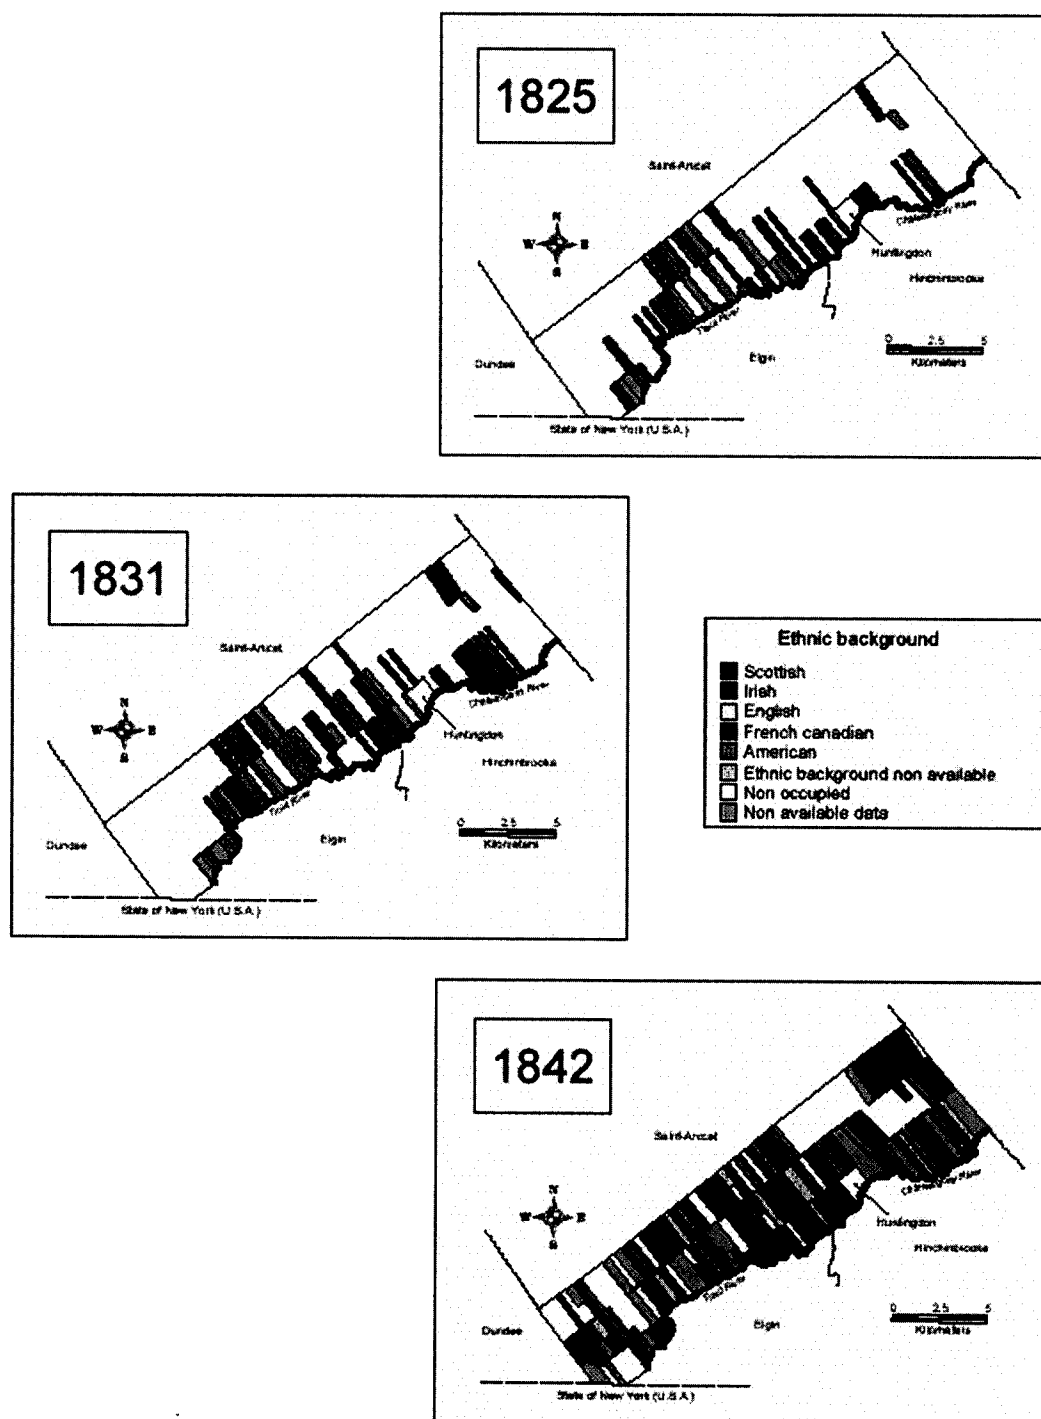 1825
Saint-Anicet
N
W E
S
Chateauguay River
Huntingdon
Hinchinbrooke
Trout River
Elgin
Dundee
0 2.5 5
Kilometers
State of New York (U.S.A.)
1831
Saint-Anicet
N
W E
S
Chateauguay River
Huntingdon
Hinchinbrooke
Trout River
Elgin
Dundee
0 2.5 5
Kilometers
State of New York (U.S.A.)
Ethnic background
Scottish
Irish
English
French canadian
American
Ethnic background non available
Non occupied
Non available data
1842
Saint-Anicet
N
W E
S
Chateauguay River
Huntingdon
Hinchinbrooke
Trout River
Elgin
Dundee
0 2.5 5
Kilometers
State of New York (U.S.A.)